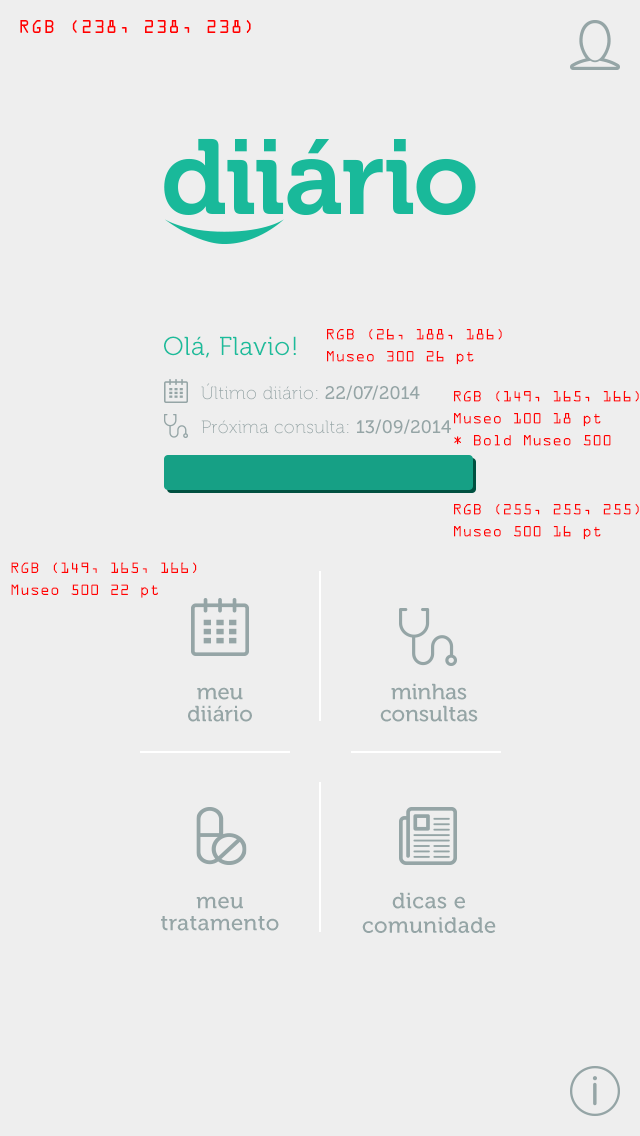 RGB (238, 238, 238)
diiário
Olá, Flavio!
RGB (26, 188, 186)
Museo 300 26 pt
Último diiário: 22/07/2014
Próxima consulta: 13/09/2014
RGB (149, 165, 166)
Museo 100 18 pt
* Bold Museo 500
RGB (255, 255, 255)
Museo 500 16 pt
RGB (149, 165, 166)
Museo 500 22 pt
meu
diiário
minhas
consultas
meu
tratamento
dicas e
comunidade
i